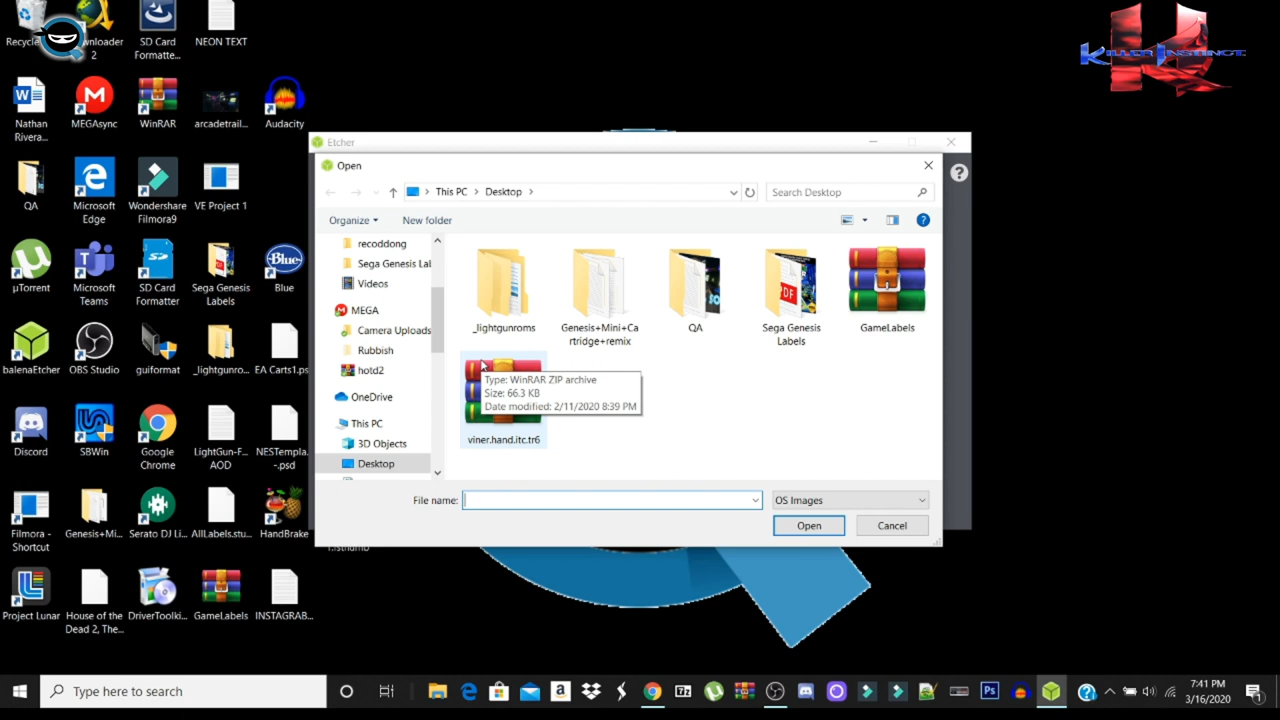 Recycle
wnloader
2
SD Card
Formatte...
NEON TEXT
KILLER INSTINCT
Nathan
Rivera...
MEGAsync
WinRAR
arcadetrail...
Audacity
QA
Microsoft
Edge
Wondershare
Filmora9
VE Project 1
µTorrent
Microsoft
Teams
SD Card
Formatter
Sega Genesis
Labels
Blue
balenaEtcher
OBS Studio
guiformat
_lightgunro...
EA Carts1.ps
Discord
SBWin
Google
Chrome
LightGun-F...
AOD
NESTempla...
-.psd
Filmora -
Shortcut
Genesis+Mi...
Serato DJ Li...
AllLabels.stu...
HandBrake
Project Lunar
House of the
Dead 2, The...
DriverToolki...
GameLabels
INSTAGRAB...
Etcher
Open
This PC > Desktop >
Search Desktop
Organize
New folder
recoddong
Sega Genesis Lal
Videos
MEGA
Camera Uploads
Rubbish
hotd2
OneDrive
This PC
3D Objects
Desktop
_lightgunroms
Genesis+Mini+Ca
rtridge+remix
QA
Sega Genesis
Labels
GameLabels
Type: WinRAR ZIP archive
Size: 66.3 KB
Date modified: 2/11/2020 8:39 PM
viner.hand.itc.tr6
File name:
OS Images
Open
Cancel
Type here to search
7:41 PM
3/16/2020